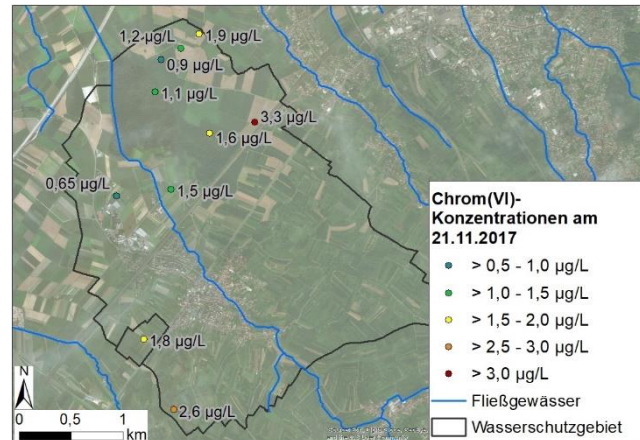 1,9 µg/L
1,2 µg/L
0,9 µg/L
1,1 µg/L
3,3 µg/L
1,6 µg/L
0,65 µg/L
1,5 µg/L
1,8 µg/L
2,6 µg/L
Chrom(VI)-
Konzentrationen am
21.11.2017
> 0,5 - 1,0 µg/L
> 1,0 - 1,5 µg/L
> 1,5 - 2,0 µg/L
> 2,5 - 3,0 µg/L
> 3,0 µg/L
Fließgewässer
Wasserschutzgebiet
N
0 0,5 1
km